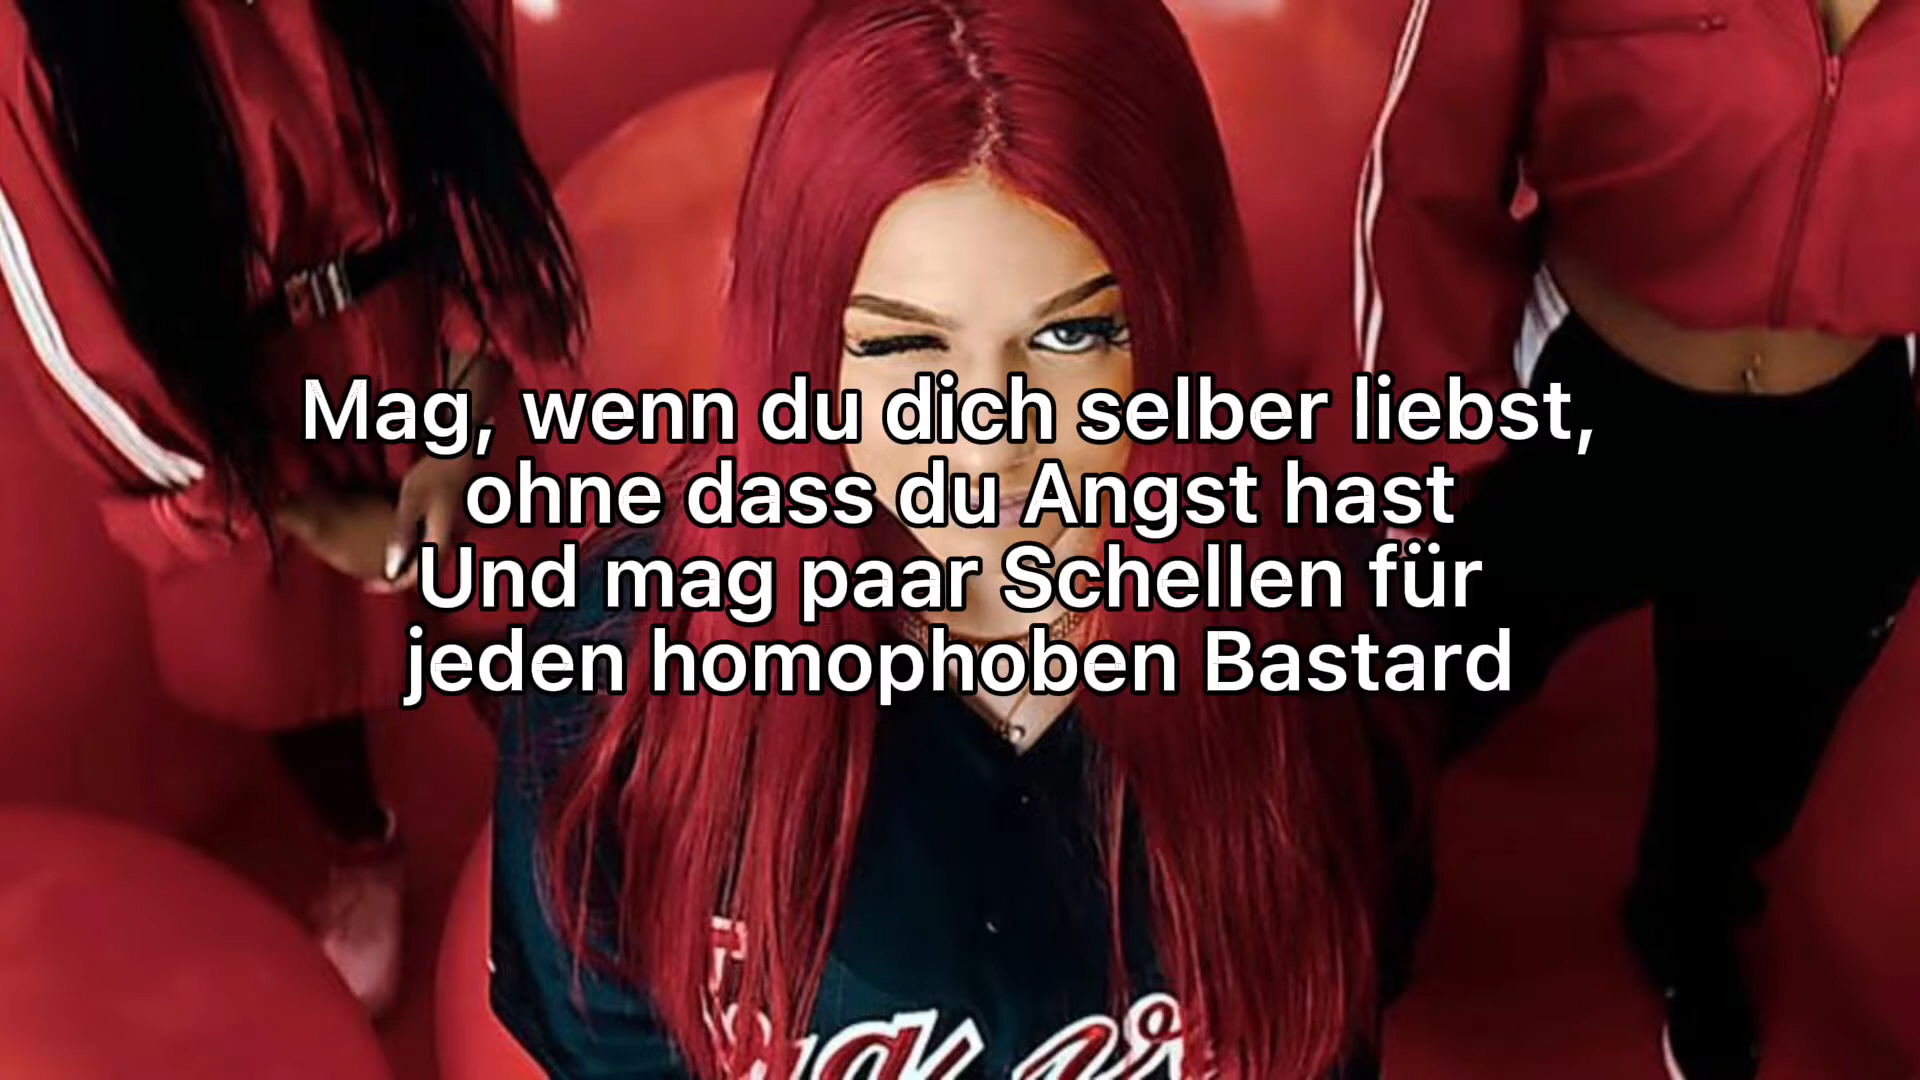 Mag, wenn du dich selber liebst,
ohne dass du Angst hast
Und mag paar Schellen für
jeden homophoben Bastard